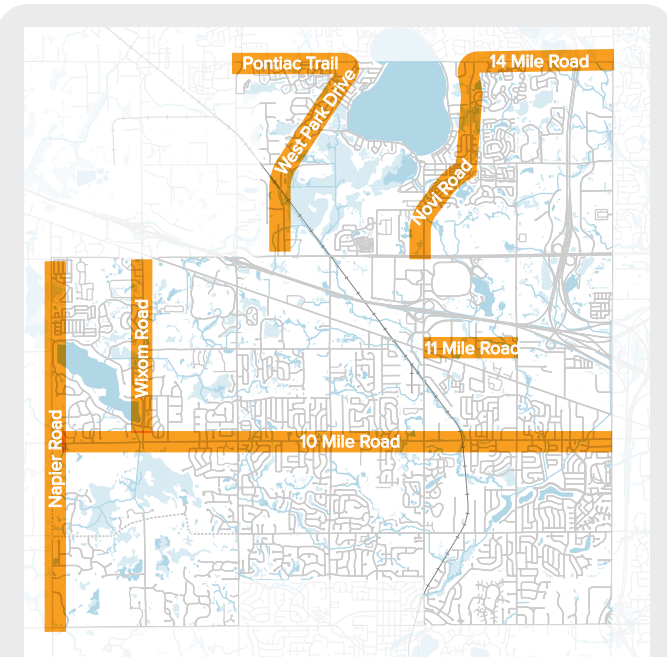 Pontiac Trail
14 Mile Road
West Park Drive
Novi Road
Wixom Road
11 Mile Road
Napier Road
10 Mile Road